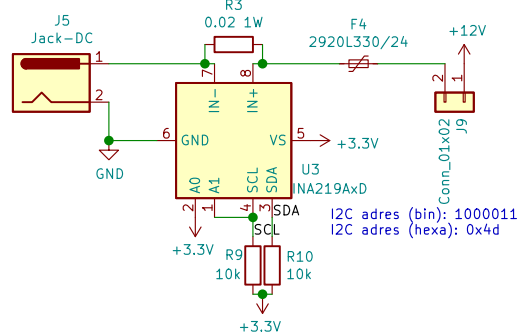 J5
Jack-DC
R3
0.02 1W
F4
2920L330/24
+12V
1
2
7
8
2
1
IN-
IN+
Conn_01x02
J9
6
GND
VS
5
+3.3V
GND
U3
INA219AxD
A0
A1
SCL
SDA
2
1
4
3
SDA
SCL
I2C adres (bin): 1000011
I2C adres (hexa): 0x4d
+3.3V
R9
10k
R10
10k
+3.3V